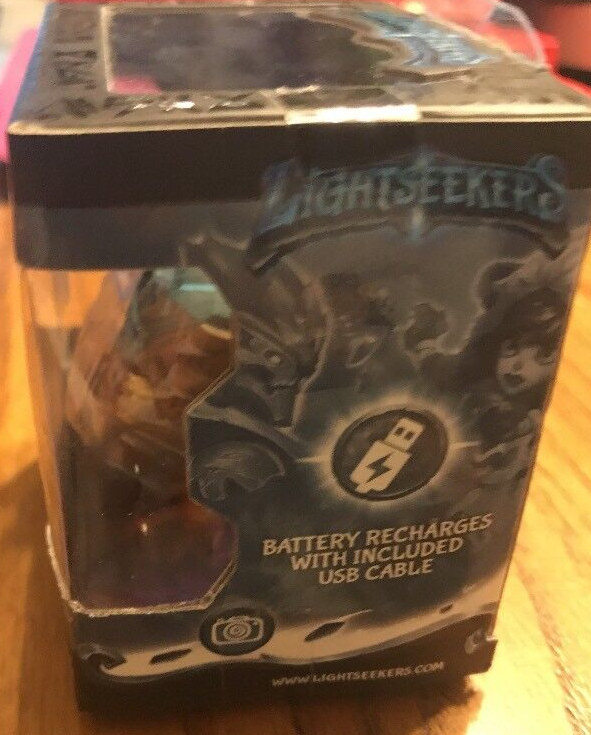 LIGHTSEEKERS
BATTERY RECHARGES
WITH INCLUDED
USB CABLE
WWW.LIGHTSEEKERS.COM